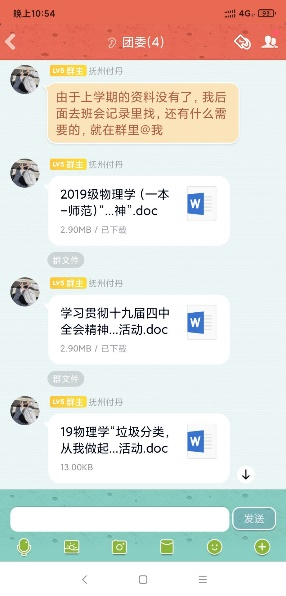 晚上10:54
4G
93
团委(4)
LV5 群主 抚州付丹
由于上学期的资料没有了，我后
面去班会记录里找，还有什么需
要的，就在群里@我
LV5 群主 抚州付丹
2019级物理学（一本
-师范)“...神”.doc
2.90MB / 已下载
群文件
LV5 群主 抚州付丹
学习贯彻十九届四中
全会精神...活动.doc
2.90MB / 已下载
群文件
LV5 群主 抚州付丹
19物理学“垃圾分类，
从我做起...活动.doc
13.00KB
发送